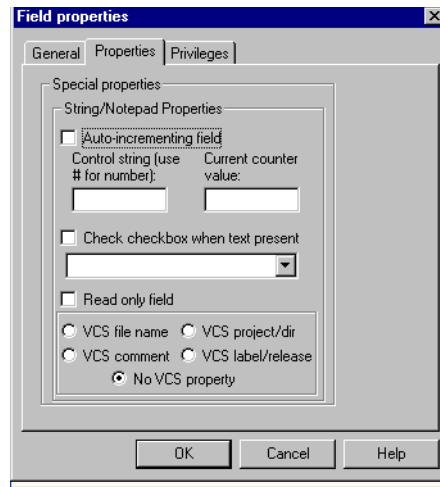 Field properties
General Properties Privileges
Special properties
String/Notepad Properties
Auto-incrementing field
Control string (use # for number):
Current counter value:
Check checkbox when text present
Read only field
VCS file name
VCS project/dir
VCS comment
VCS label/release
No VCS property
OK Cancel Help